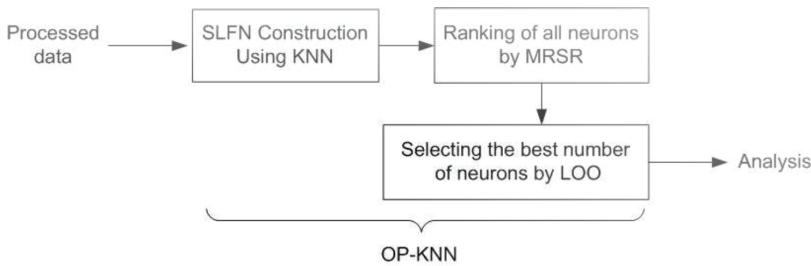 Processed
data
SLFN Construction
Using KNN
Ranking of all neurons
by MRSR
Selecting the best number
of neurons by LOO
Analysis
OP-KNN